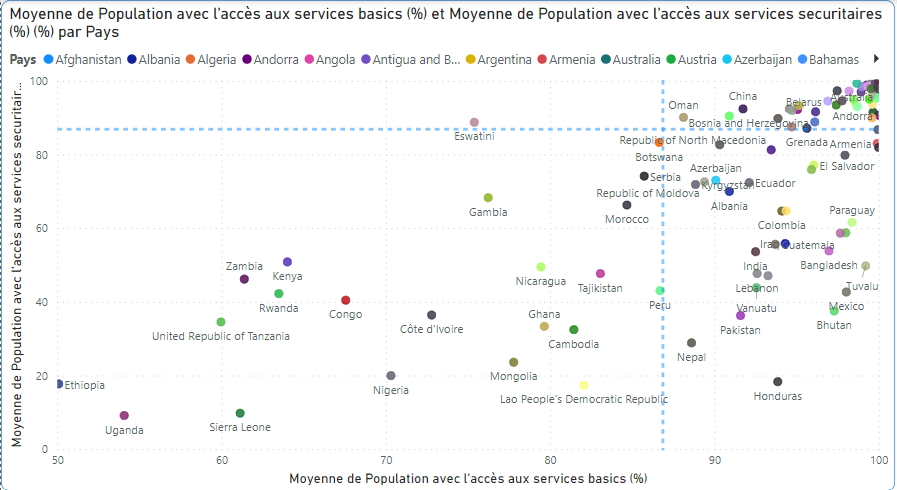 Moyenne de Population avec l'accès aux services basics (%) et Moyenne de Population avec l'accès aux services securitaires
(%) (%) par Pays
Pays Afghanistan Albania Algeria Andorra Angola Antigua and B... Argentina Armenia Australia Austria Azerbaijan Bahamas
Moyenne de Population avec l'accès aux services securitair...
100
80
60
40
20
0
China
Oman
Belarus
Australia
Andorra
Eswatini
Bosnia and Herzegovina
Republic of North Macedonia
Grenada
Armenia
Botswana
Azerbaijan
El Salvador
Serbia
Kyrgyzstan
Ecuador
Republic of Moldova
Albania
Gambia
Morocco
Paraguay
Colombia
Iraq
Guatemala
Zambia
Kenya
India
Bangladesh
Nicaragua
Tajikistan
Lebanon
Tuvalu
Rwanda
Congo
Peru
Vanuatu
Mexico
United Republic of Tanzania
Côte d'Ivoire
Ghana
Cambodia
Pakistan
Bhutan
Nepal
Mongolia
Ethiopia
Nigeria
Lao People's Democratic Republic
Honduras
Uganda
Sierra Leone
50 60 70 80 90 100
Moyenne de Population avec l'accès aux services basics (%)